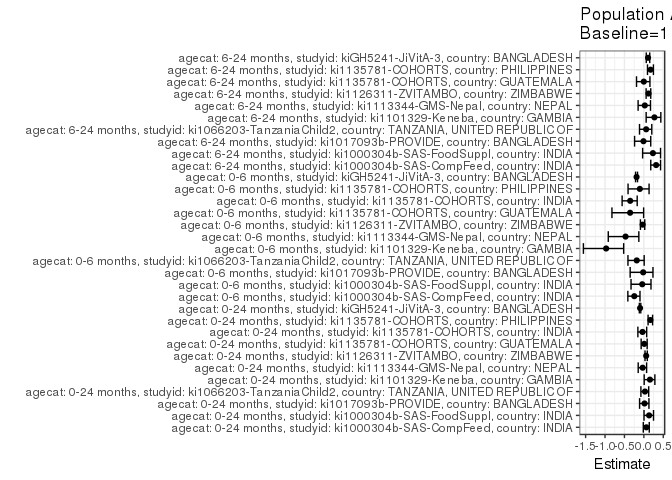 Population A
Baseline=1
agecat: 6-24 months, studyid: kiGH5241-JiVitA-3, country: BANGLADESH
agecat: 6-24 months, studyid: ki1135781-COHORTS, country: PHILIPPINES
agecat: 6-24 months, studyid: ki1135781-COHORTS, country: GUATEMALA
agecat: 6-24 months, studyid: ki1126311-ZVITAMBO, country: ZIMBABWE
agecat: 6-24 months, studyid: ki1113344-GMS-Nepal, country: NEPAL
agecat: 6-24 months, studyid: ki1101329-Keneba, country: GAMBIA
agecat: 6-24 months, studyid: ki1066203-TanzaniaChild2, country: TANZANIA, UNITED REPUBLIC OF
agecat: 6-24 months, studyid: ki1017093b-PROVIDE, country: BANGLADESH
agecat: 6-24 months, studyid: ki1000304b-SAS-FoodSuppl, country: INDIA
agecat: 6-24 months, studyid: ki1000304b-SAS-CompFeed, country: INDIA
agecat: 0-6 months, studyid: kiGH5241-JiVitA-3, country: BANGLADESH
agecat: 0-6 months, studyid: ki1135781-COHORTS, country: PHILIPPINES
agecat: 0-6 months, studyid: ki1135781-COHORTS, country: INDIA
agecat: 0-6 months, studyid: ki1135781-COHORTS, country: GUATEMALA
agecat: 0-6 months, studyid: ki1126311-ZVITAMBO, country: ZIMBABWE
agecat: 0-6 months, studyid: ki1113344-GMS-Nepal, country: NEPAL
agecat: 0-6 months, studyid: ki1101329-Keneba, country: GAMBIA
agecat: 0-6 months, studyid: ki1066203-TanzaniaChild2, country: TANZANIA, UNITED REPUBLIC OF
agecat: 0-6 months, studyid: ki1017093b-PROVIDE, country: BANGLADESH
agecat: 0-6 months, studyid: ki1000304b-SAS-FoodSuppl, country: INDIA
agecat: 0-6 months, studyid: ki1000304b-SAS-CompFeed, country: INDIA
agecat: 0-24 months, studyid: kiGH5241-JiVitA-3, country: BANGLADESH
agecat: 0-24 months, studyid: ki1135781-COHORTS, country: PHILIPPINES
agecat: 0-24 months, studyid: ki1135781-COHORTS, country: INDIA
agecat: 0-24 months, studyid: ki1135781-COHORTS, country: GUATEMALA
agecat: 0-24 months, studyid: ki1126311-ZVITAMBO, country: ZIMBABWE
agecat: 0-24 months, studyid: ki1113344-GMS-Nepal, country: NEPAL
agecat: 0-24 months, studyid: ki1101329-Keneba, country: GAMBIA
agecat: 0-24 months, studyid: ki1066203-TanzaniaChild2, country: TANZANIA, UNITED REPUBLIC OF
agecat: 0-24 months, studyid: ki1017093b-PROVIDE, country: BANGLADESH
agecat: 0-24 months, studyid: ki1000304b-SAS-FoodSuppl, country: INDIA
agecat: 0-24 months, studyid: ki1000304b-SAS-CompFeed, country: INDIA
-1.5 -1.0 -0.5 0.0 0.5
Estimate